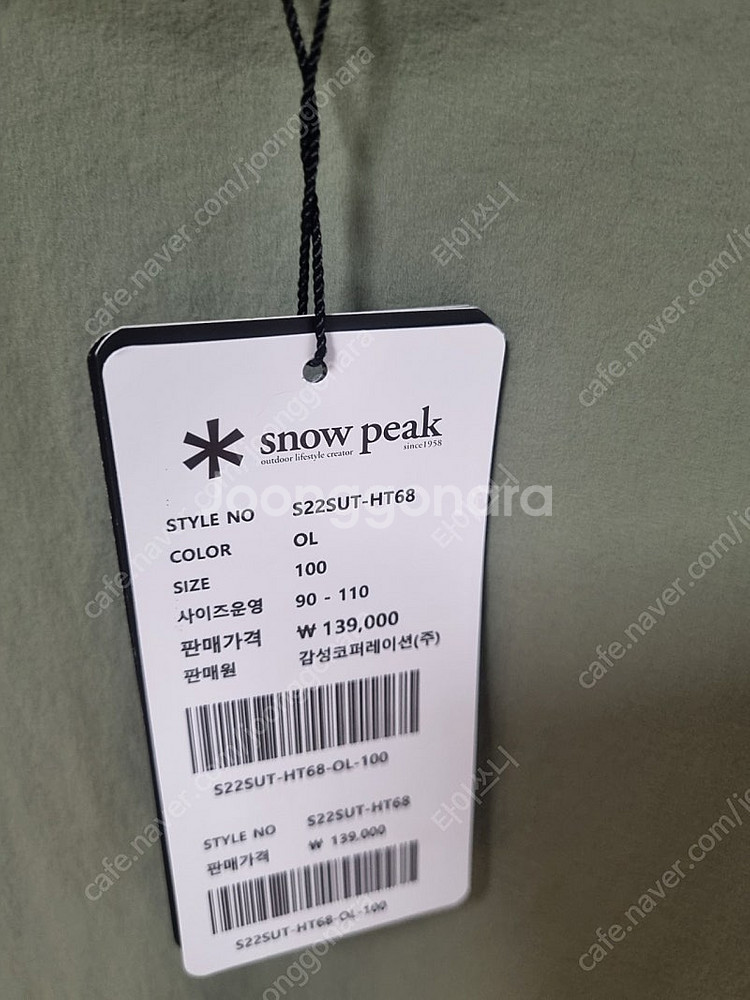 snow peak
outdoor lifestyle creator
since1958
STYLE NO S22SUT-HT68
COLOR OL
SIZE 100
사이즈운영 90 - 110
판매가격 ₩ 139,000
판매원 감성코퍼레이션(주)
S22SUT-HT68-OL-100
STYLE NO S22SUT-HT68
판매가격 ₩ 139,000
S22SUT-HT68-OL-100
Joonggonara
cafe.naver.com/joonggonara
타이쓰니